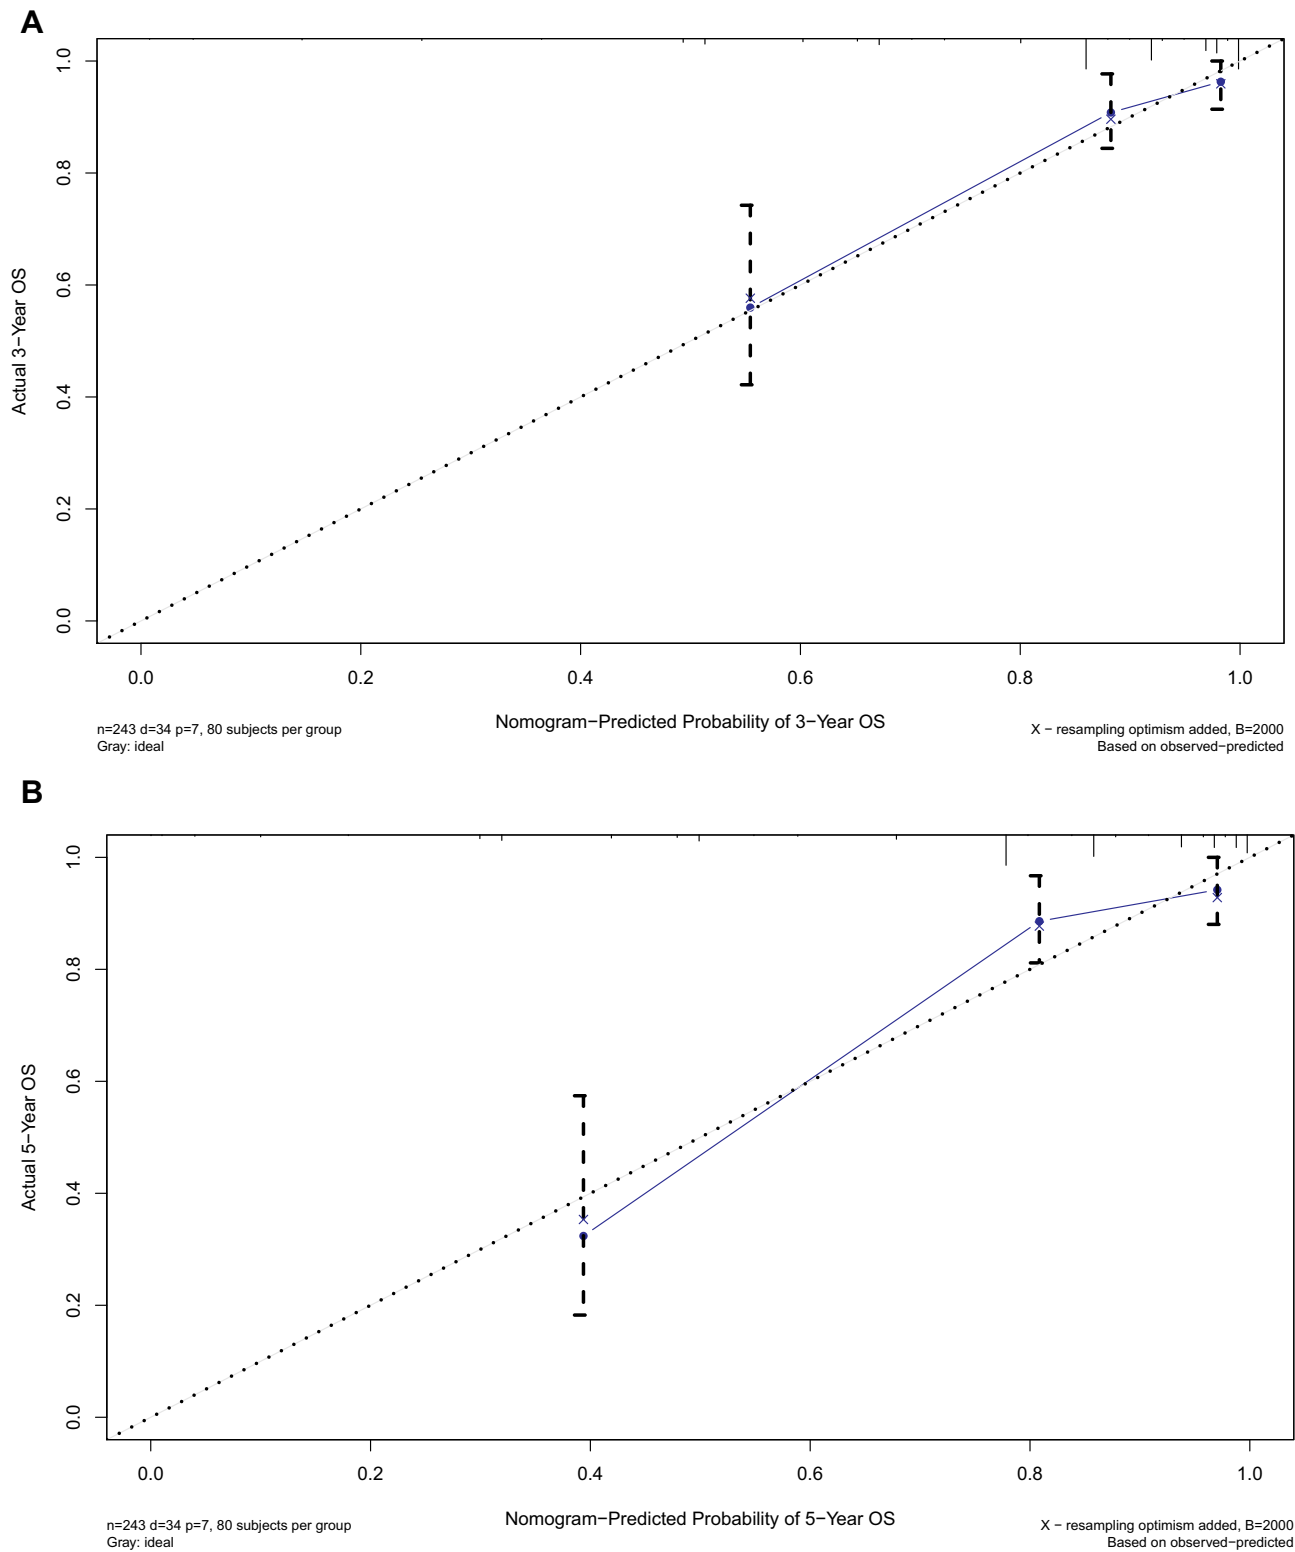 A
1.0
0.8
0.6
0.4
0.2
0.0
Actual 3−Year OS
0.0 0.2 0.4 0.6 0.8 1.0
Nomogram−Predicted Probability of 3−Year OS
n=243 d=34 p=7, 80 subjects per group
Gray: ideal
X − resampling optimism added, B=2000
Based on observed−predicted
B
1.0
0.8
0.6
0.4
0.2
0.0
Actual 5−Year OS
0.0 0.2 0.4 0.6 0.8 1.0
Nomogram−Predicted Probability of 5−Year OS
n=243 d=34 p=7, 80 subjects per group
Gray: ideal
X − resampling optimism added, B=2000
Based on observed−predicted